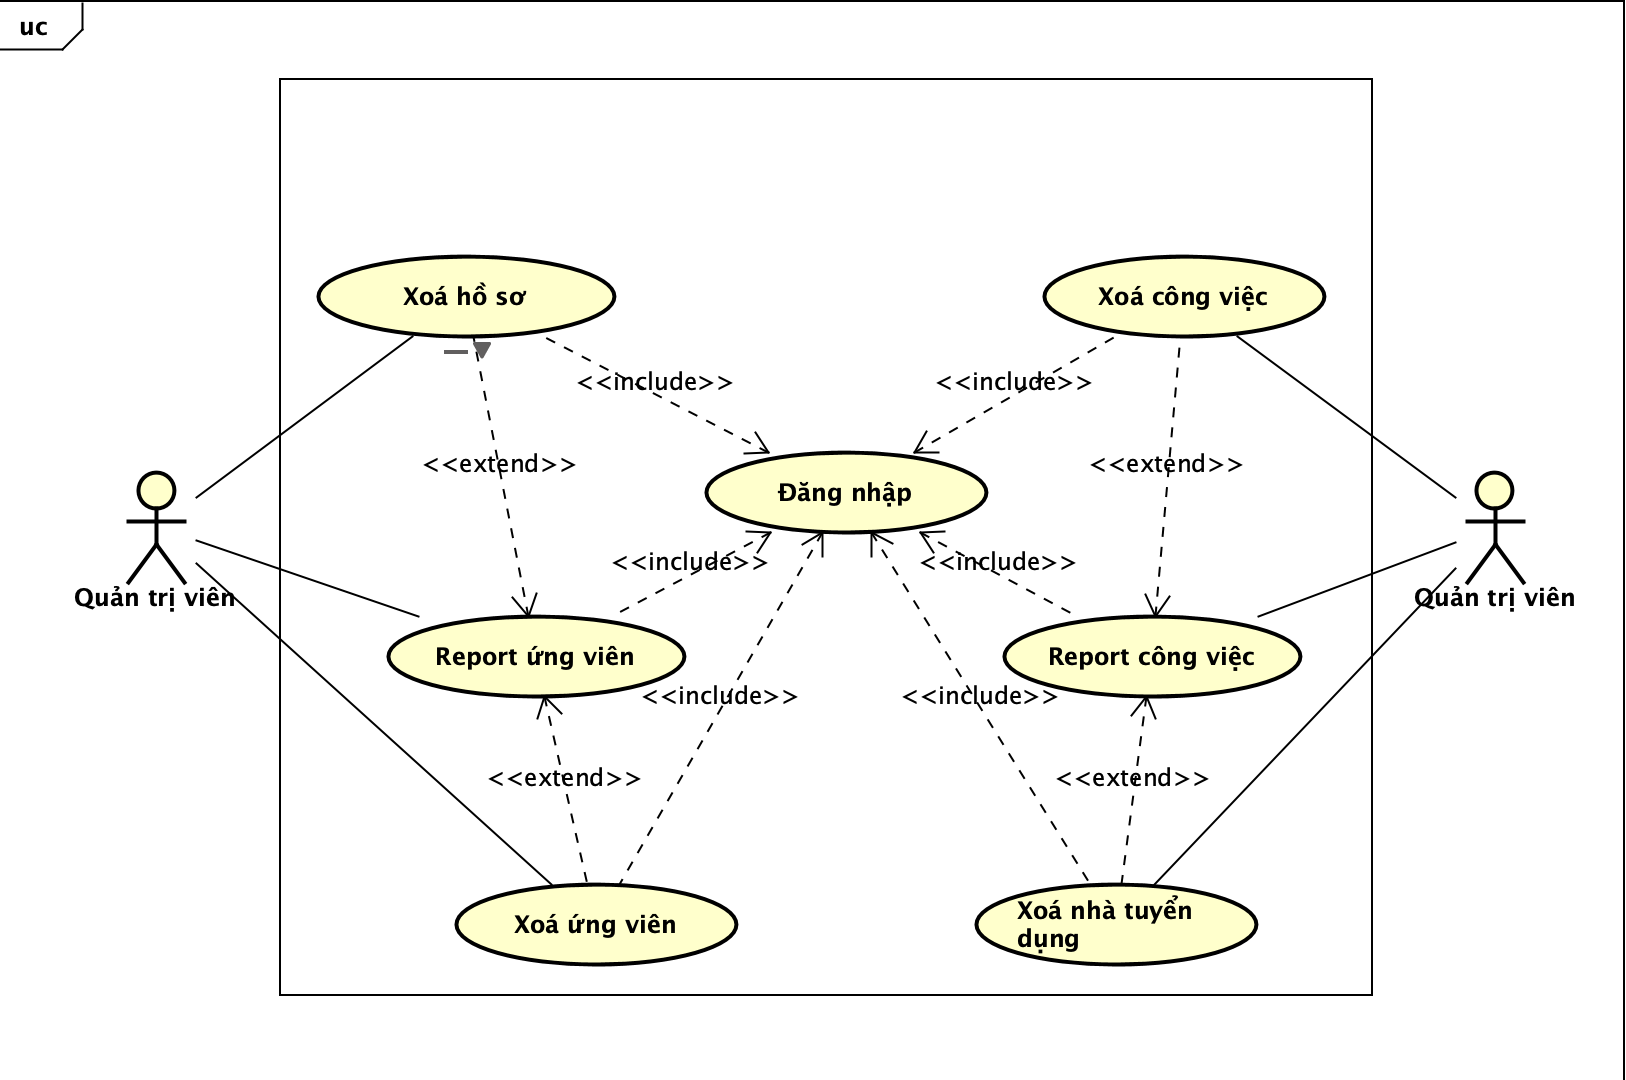 uc
Xoá hồ sơ
Xoá công việc
<<include>>
<<include>>
<<extend>>
<<extend>>
Đăng nhập
<<include>>
<<include>>
Quản trị viên
Quản trị viên
Report ứng viên
Report công việc
<<include>>
<<include>>
<<extend>>
<<extend>>
Xoá ứng viên
Xoá nhà tuyển
dụng